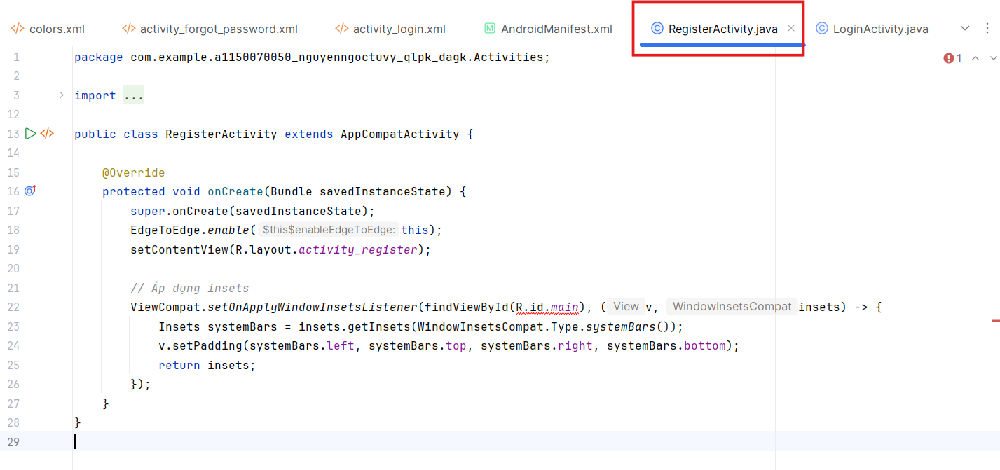 colors.xml activity_forgot_password.xml activity_login.xml AndroidManifest.xml RegisterActivity.java LoginActivity.java
1 package com.example.a1150070050_nguyenngoctuvy_qlpk_dagk.Activities; 1
2
3 import ...
12
13 public class RegisterActivity extends AppCompatActivity {
14
15 @Override
16 protected void onCreate(Bundle savedInstanceState) {
17 super.onCreate(savedInstanceState);
18 EdgeToEdge.enable( $this$enableEdgeToEdge: this);
19 setContentView(R.layout.activity_register);
20
21 // Áp dụng insets
22 ViewCompat.setOnApplyWindowInsetsListener(findViewById(R.id.main), ( View v, WindowInsetsCompat insets) -> {
23 Insets systemBars = insets.getInsets(WindowInsetsCompat.Type.systemBars());
24 v.setPadding(systemBars.left, systemBars.top, systemBars.right, systemBars.bottom);
25 return insets;
26 });
27 }
28 }
29